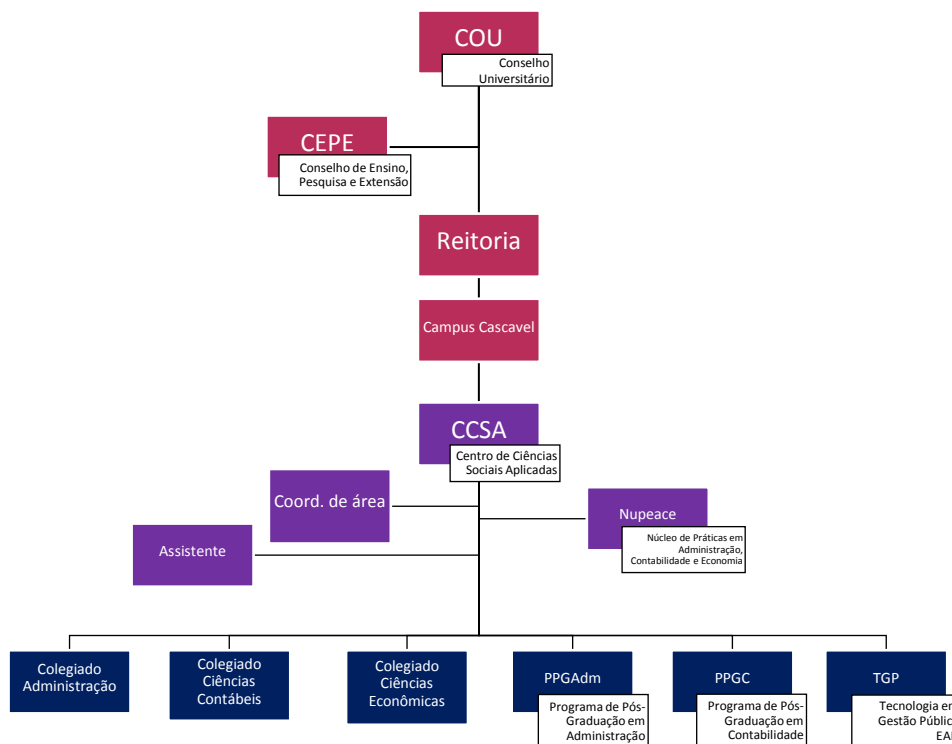 COU
Conselho
Universitário
CEPE
Conselho de Ensino,
Pesquisa e Extensão
Reitoria
Campus Cascavel
CCSA
Centro de Ciências
Sociais Aplicadas
Coord. de área
Nupeace
Núcleo de Práticas em
Administração,
Contabilidade e Economia
Assistente
Colegiado
Administração
Colegiado
Ciências
Contábeis
Colegiado
Ciências
Econômicas
PPGAdm
Programa de Pós-
Graduação em
Administração
PPGC
Programa de Pós-
Graduação em
Contabilidade
TGP
Tecnologia
Gestão